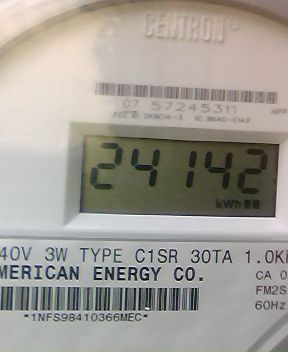 CENTRON®
07 57245311
24142
kWh
40V 3W TYPE C1SR 30TA 1.0K
MERICAN ENERGY CO.
CA 0
FM2S
60Hz
*1NFS98410366MEC*